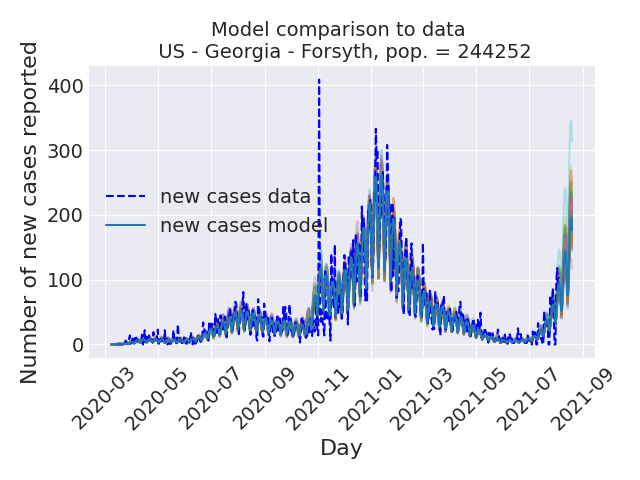 Model comparison to data
US - Georgia - Forsyth, pop. = 244252
Number of new cases reported
400
300
200
100
0
new cases data
new cases model
2020-03
2020-05
2020-07
2020-09
2020-11
2021-01
2021-03
2021-05
2021-07
2021-09
Day